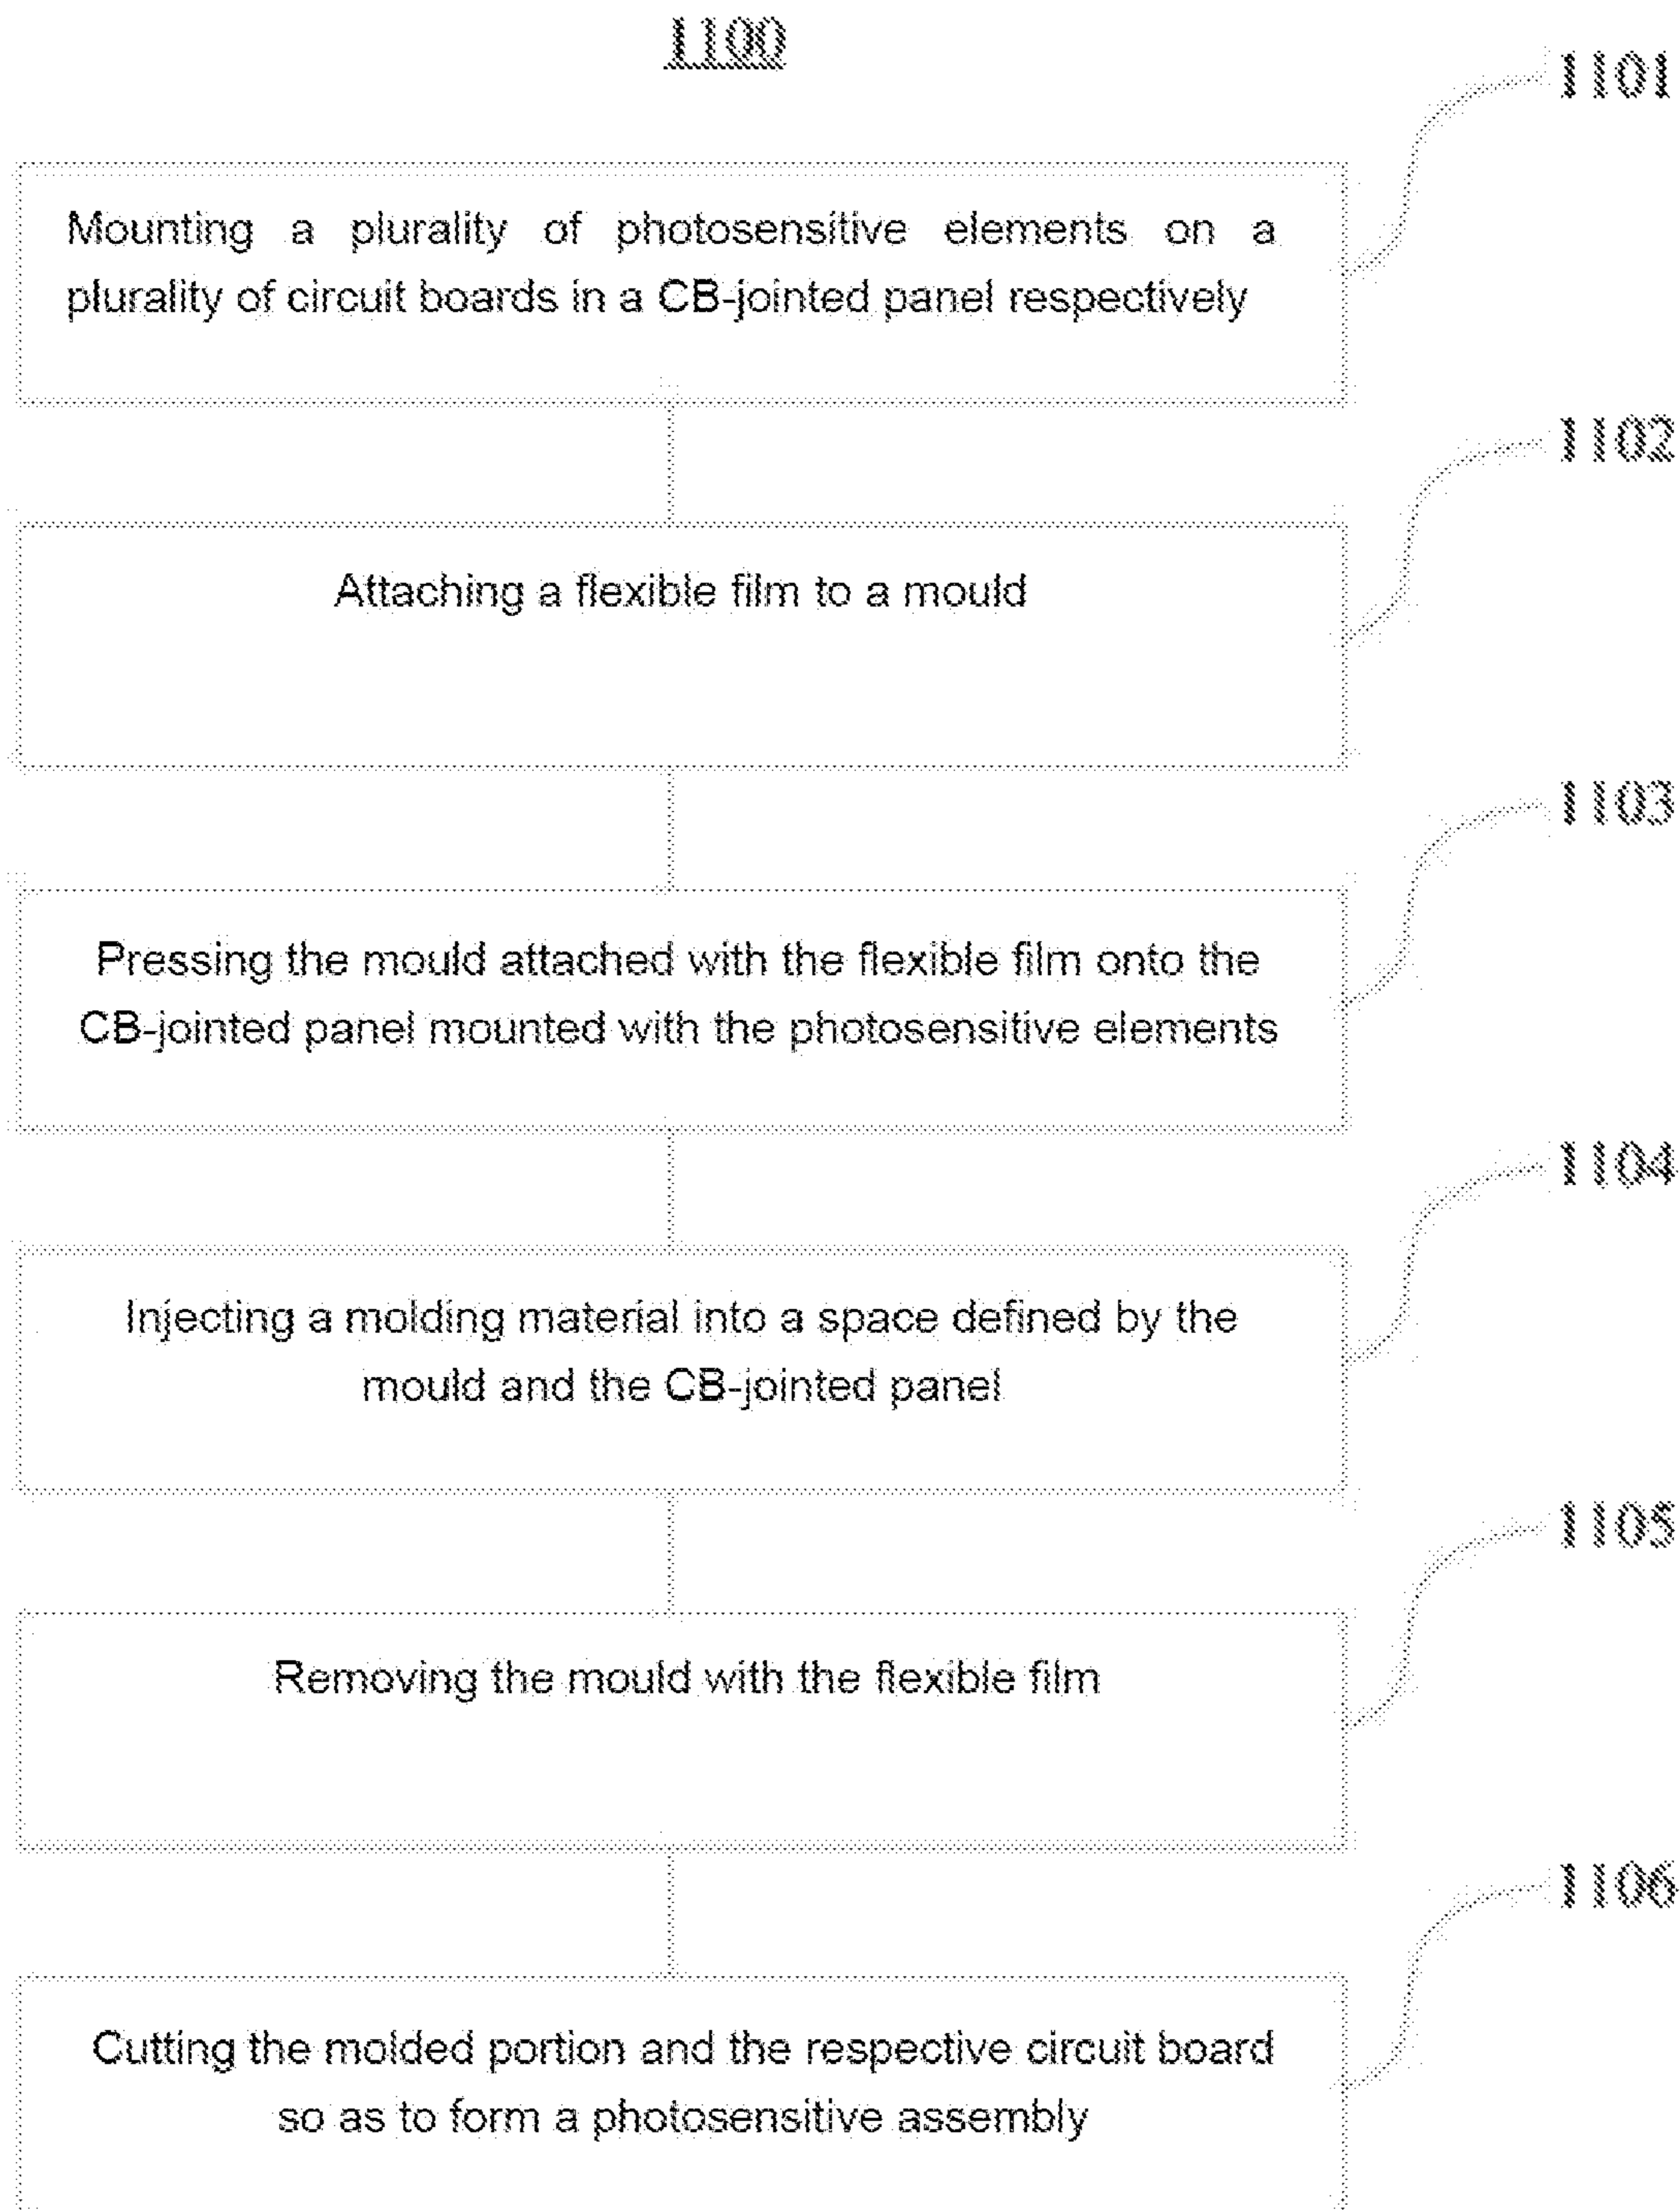 1100
1101
Mounting a plurality of photosensitive elements on a
plurality of circuit boards in a CB-jointed panel respectively
1102
Attaching a flexible film to a mould
1103
Pressing the mould attached with the flexible film onto the
CB-jointed panel mounted with the photosensitive elements
1104
Injecting a molding material into a space defined by the
mould and the CB-jointed panel
1105
Removing the mould with the flexible film
1106
Cutting the molded portion and the respective circuit board
so as to form a photosensitive assembly